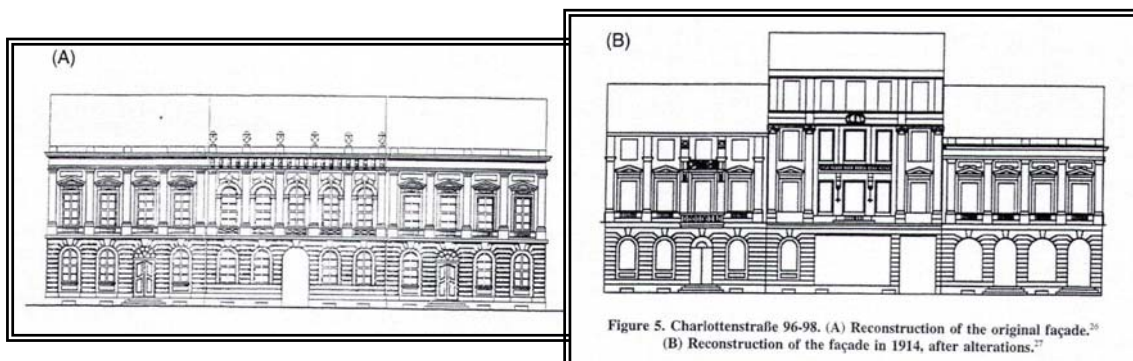 (A)
(B)
Figure 5. Charlottenstraße 96-98. (A) Reconstruction of the original façade.26
(B) Reconstruction of the façade in 1914, after alterations.27